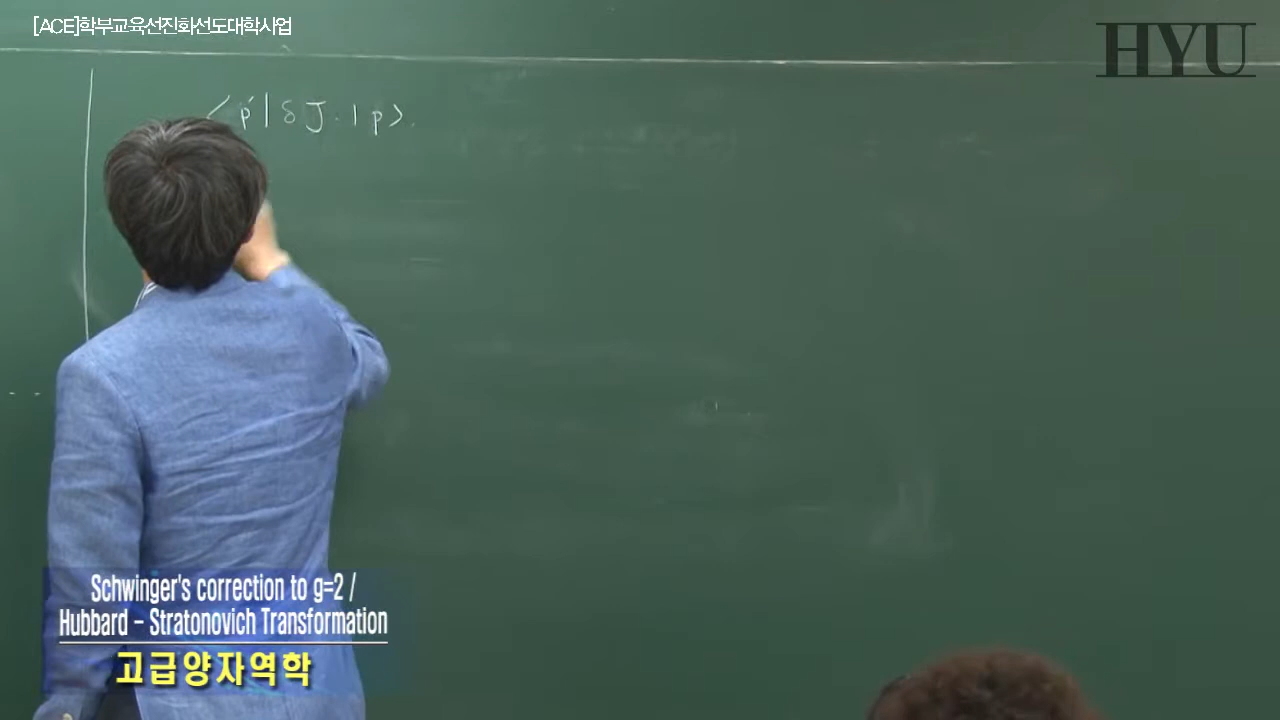 [ACE]학부교육선진화선도대학사업
HYU
<p'|δJ·|p>.
Schwinger's correction to g=2 /
Hubbard - Stratonovich Transformation
고급양자역학